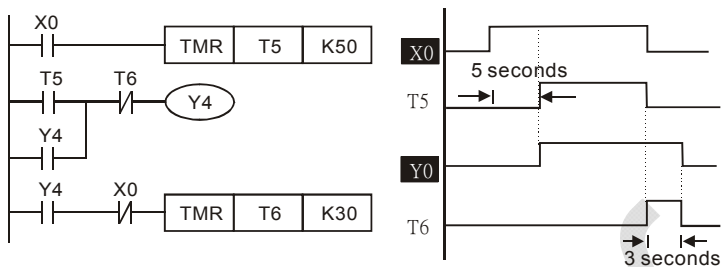 X0
TMR T5 K50
T5 T6
Y4
Y4
Y4 X0
TMR T6 K30
X0
5 seconds
T5
Y0
T6
3 seconds